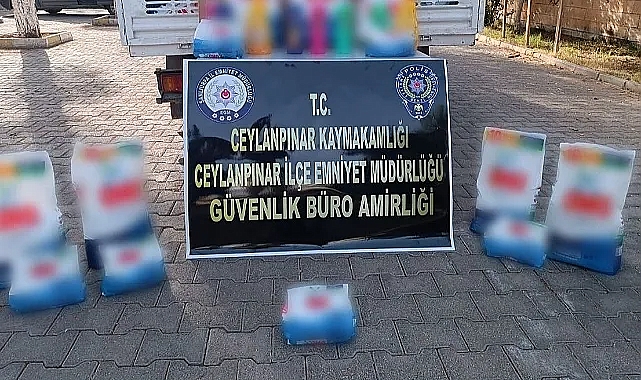 T.C.
CEYLANPINAR KAYMAKAMLIĞI
CEYLANPINAR İLÇE EMNİYET MÜDÜRLÜĞÜ
GÜVENLİK BÜRO AMİRLİĞİ